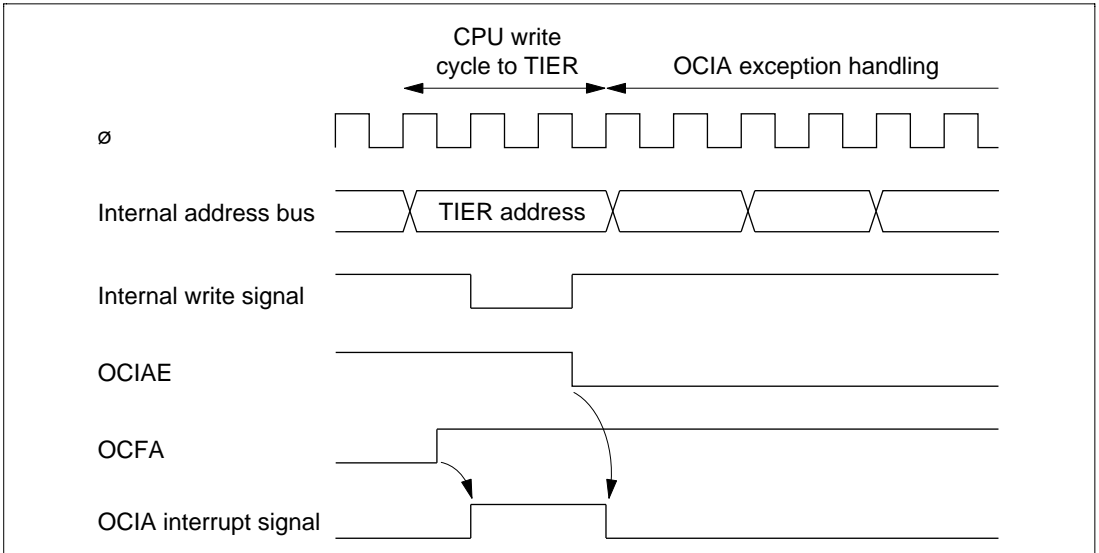 CPU write
cycle to TIER
OCIA exception handling
ø
Internal address bus
TIER address
Internal write signal
OCIAE
OCFA
OCIA interrupt signal